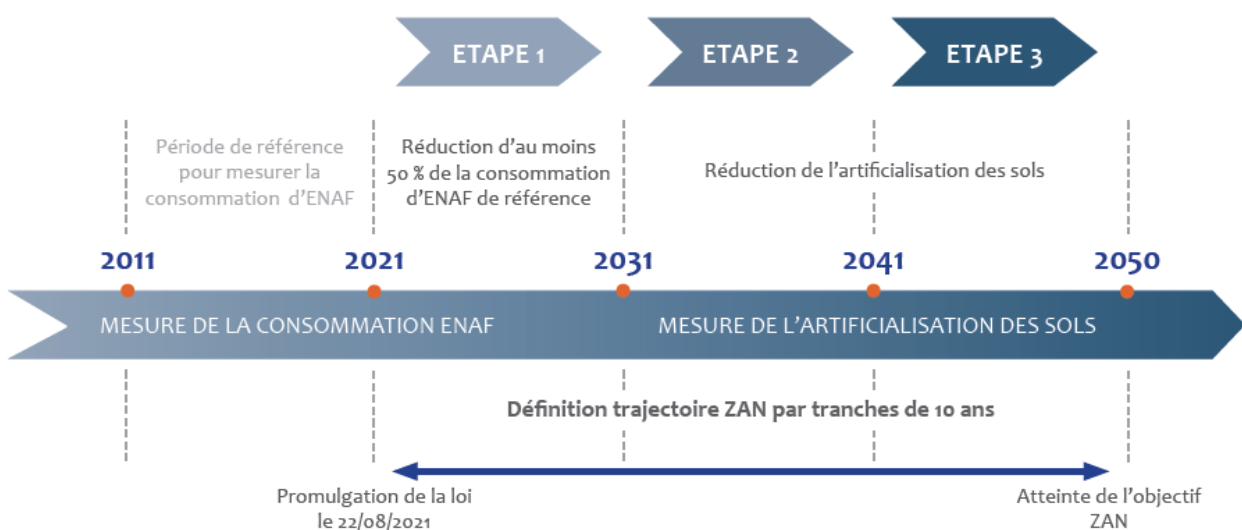 ETAPE 1
ETAPE 2
ETAPE 3
Période de référence
pour mesurer la
consommation d'ENAF
Réduction d'au moins
50 % de la consommation
d'ENAF de référence
Réduction de l'artificialisation des sols
2011
2021
2031
2041
2050
MESURE DE LA CONSOMMATION ENAF
MESURE DE L'ARTIFICIALISATION DES SOLS
Définition trajectoire ZAN par tranches de 10 ans
Promulgation de la loi
le 22/08/2021
Atteinte de l'objectif
ZAN